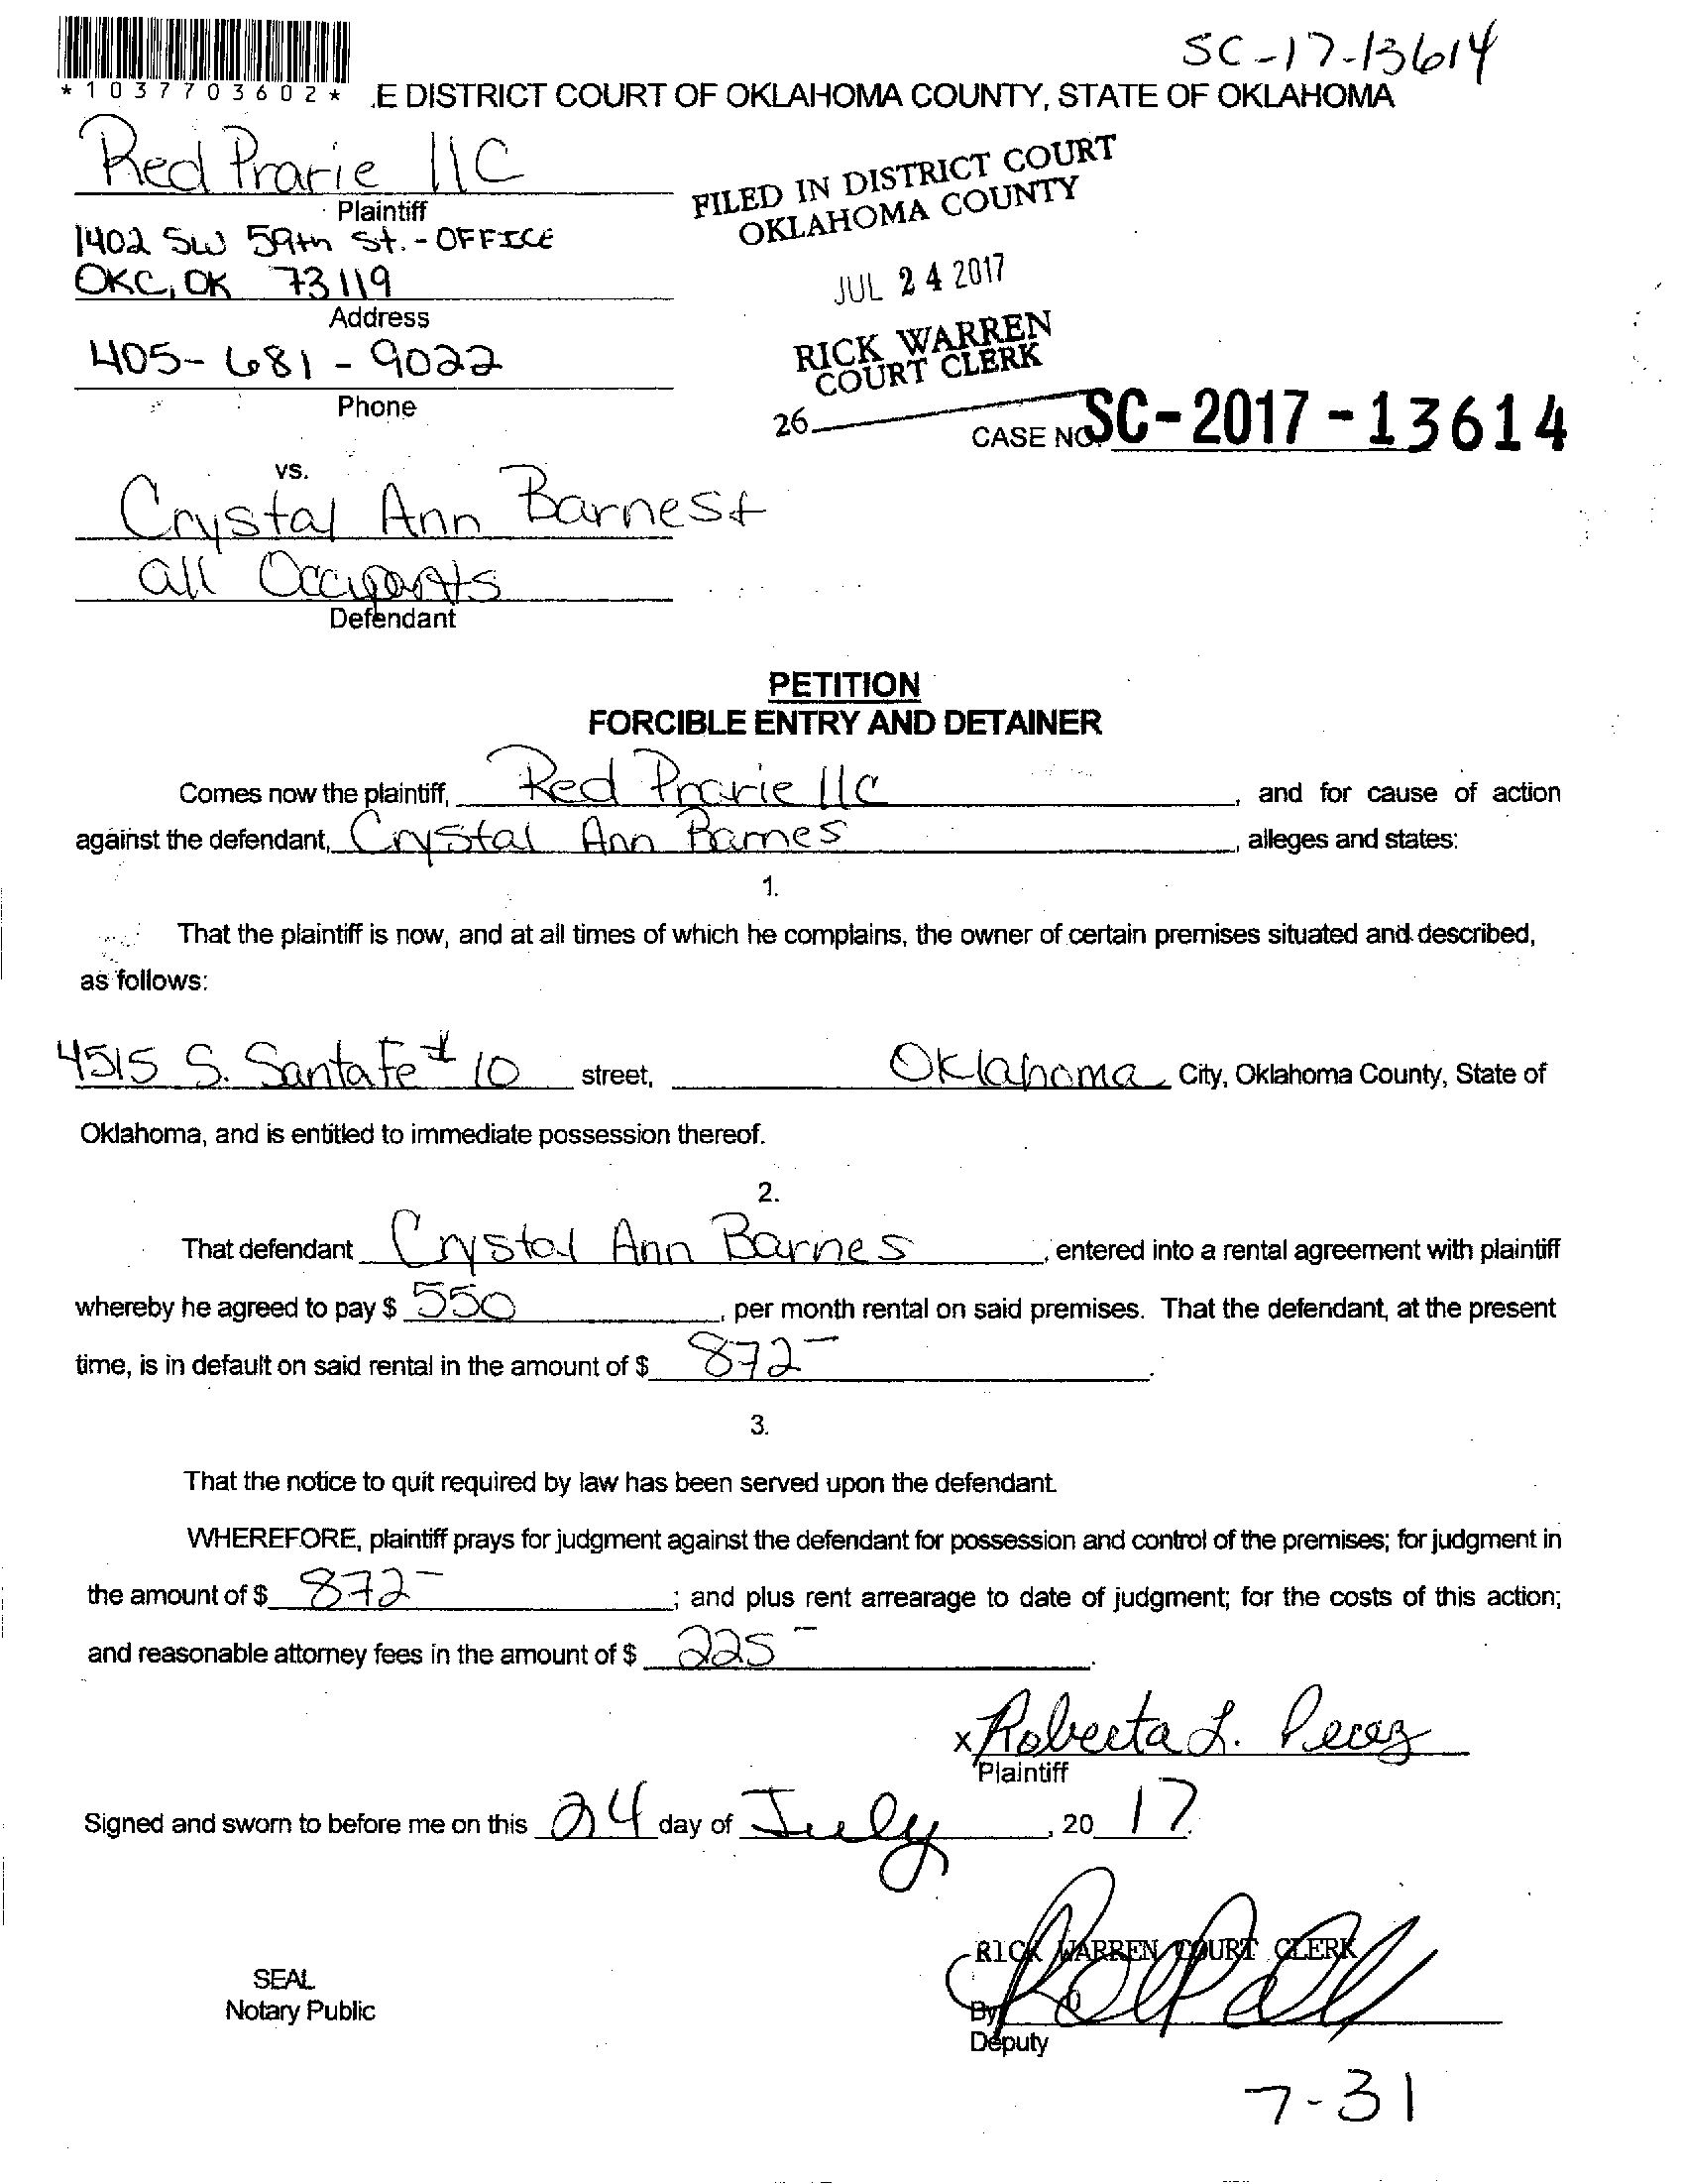 SC-17-13614
*1037703602*
.E DISTRICT COURT OF OKLAHOMA COUNTY, STATE OF OKLAHOMA
Red Prarie llC
Plaintiff
1402 SW 59th St. - OFFICE
OKC, OK 73119
Address
405-681-9022
Phone
FILED IN DISTRICT COURT
OKLAHOMA COUNTY
JUL 24 2017
RICK WARREN
COURT CLERK
26
CASE NO. SC-2017-13614
vs.
Crystal Ann Barnes +
all Occupants
Defendant
PETITION
FORCIBLE ENTRY AND DETAINER
Comes now the plaintiff, Red Prarie llC, and for cause of action
against the defendant, Crystal Ann Barnes, alleges and states:
1.
That the plaintiff is now, and at all times of which he complains, the owner of certain premises situated and described,
as follows:
4515 S. Santa Fe # 10 street, Oklahoma City, Oklahoma County, State of
Oklahoma, and is entitled to immediate possession thereof.
2.
That defendant Crystal Ann Barnes, entered into a rental agreement with plaintiff
whereby he agreed to pay $ 550, per month rental on said premises. That the defendant, at the present
time, is in default on said rental in the amount of $ 872-.
3.
That the notice to quit required by law has been served upon the defendant.
WHEREFORE, plaintiff prays for judgment against the defendant for possession and control of the premises; for judgment in
the amount of $ 872-; and plus rent arrearage to date of judgment; for the costs of this action;
and reasonable attorney fees in the amount of $ 225-.
x Roberta L. Perez
Plaintiff
Signed and sworn to before me on this 24 day of July, 20 17.
RICK WARREN COURT CLERK
SEAL
Notary Public
By
Deputy
7-31